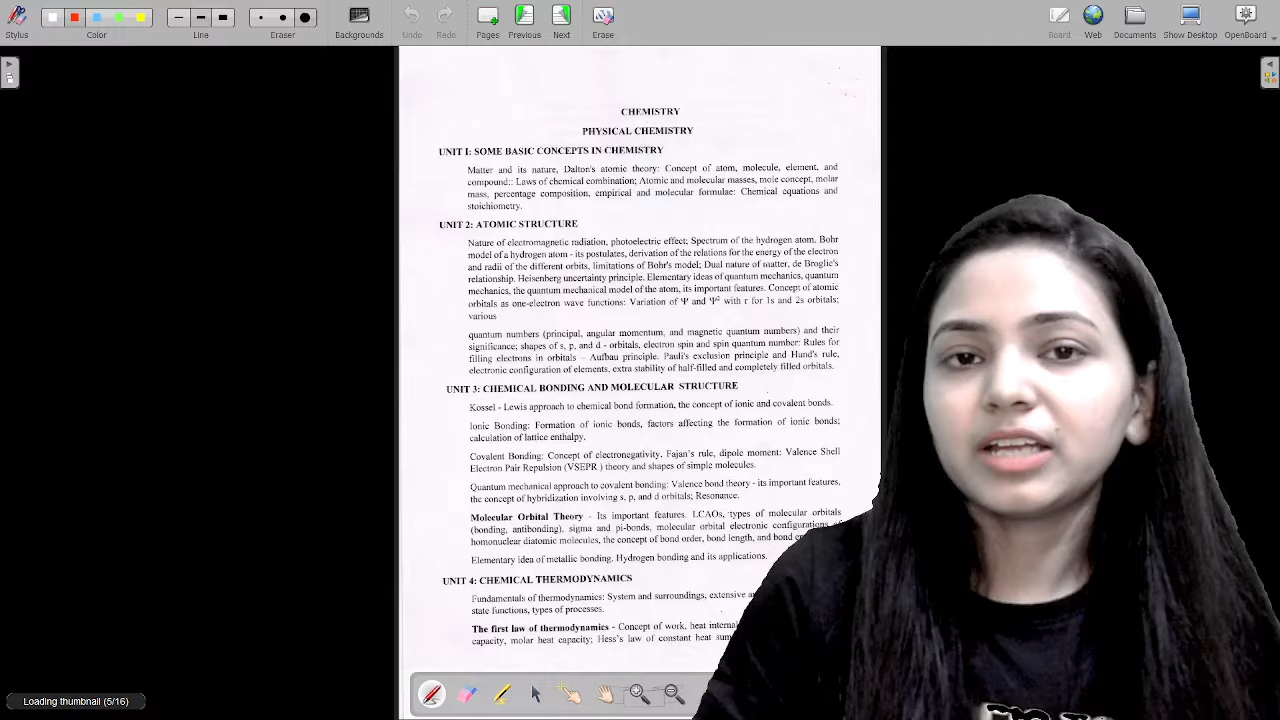 Stylus Color Line Eraser Backgrounds Undo Redo Pages Previous Next Erase Board Web Documents Show Desktop OpenBoard
CHEMISTRY
PHYSICAL CHEMISTRY
UNIT I: SOME BASIC CONCEPTS IN CHEMISTRY
Matter and its nature, Dalton's atomic theory: Concept of atom, molecule, element, and
compound:: Laws of chemical combination; Atomic and molecular masses, mole concept, molar
mass, percentage composition, empirical and molecular formulae: Chemical equations and
stoichiometry.
UNIT 2: ATOMIC STRUCTURE
Nature of electromagnetic radiation, photoelectric effect; Spectrum of the hydrogen atom. Bohr
model of a hydrogen atom - its postulates, derivation of the relations for the energy of the electron
and radii of the different orbits, limitations of Bohr's model; Dual nature of matter, de Broglie's
relationship. Heisenberg uncertainty principle. Elementary ideas of quantum mechanics, quantum
mechanics, the quantum mechanical model of the atom, its important features. Concept of atomic
orbitals as one-electron wave functions: Variation of Ψ and Ψ² with r for 1s and 2s orbitals;
various
quantum numbers (principal, angular momentum, and magnetic quantum numbers) and their
significance; shapes of s, p, and d - orbitals, electron spin and spin quantum number: Rules for
filling electrons in orbitals – Aufbau principle. Pauli's exclusion principle and Hund's rule,
electronic configuration of elements, extra stability of half-filled and completely filled orbitals.
UNIT 3: CHEMICAL BONDING AND MOLECULAR STRUCTURE
Kossel - Lewis approach to chemical bond formation, the concept of ionic and covalent bonds.
Ionic Bonding: Formation of ionic bonds, factors affecting the formation of ionic bonds;
calculation of lattice enthalpy.
Covalent Bonding: Concept of electronegativity. Fajan's rule, dipole moment: Valence Shell
Electron Pair Repulsion (VSEPR ) theory and shapes of simple molecules.
Quantum mechanical approach to covalent bonding: Valence bond theory - its important features,
the concept of hybridization involving s, p, and d orbitals; Resonance.
Molecular Orbital Theory - Its important features. LCAOs, types of molecular orbitals
(bonding, antibonding), sigma and pi-bonds, molecular orbital electronic configurations of
homonuclear diatomic molecules, the concept of bond order, bond length, and bond
Elementary idea of metallic bonding. Hydrogen bonding and its applications.
UNIT 4: CHEMICAL THERMODYNAMICS
Fundamentals of thermodynamics: System and surroundings, extensive
state functions, types of processes.
The first law of thermodynamics - Concept of work, heat internal
capacity, molar heat capacity; Hess's law of constant heat
Loading thumbnail (5/16)